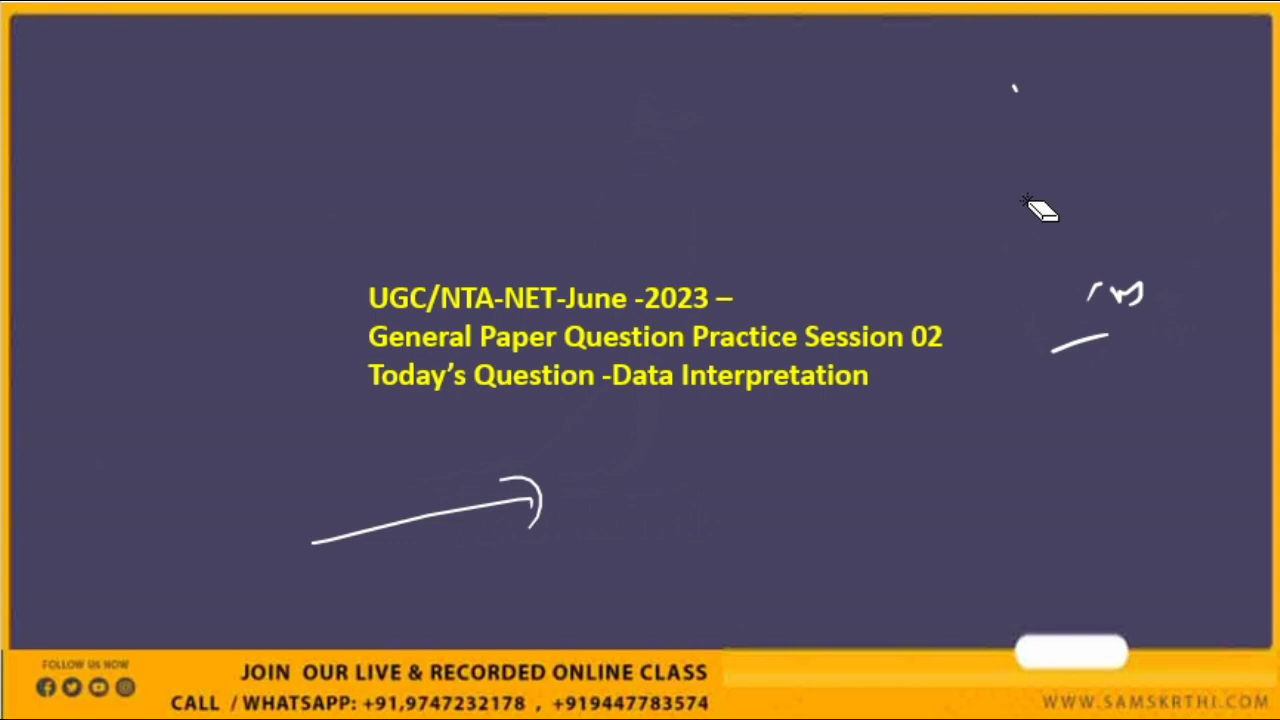 UGC/NTA-NET-June -2023 –
General Paper Question Practice Session 02
Today’s Question -Data Interpretation
FOLLOW US NOW
JOIN OUR LIVE & RECORDED ONLINE CLASS
CALL / WHATSAPP: +91,9747232178 , +919447783574
WWW.SAMSKRTHI.COM